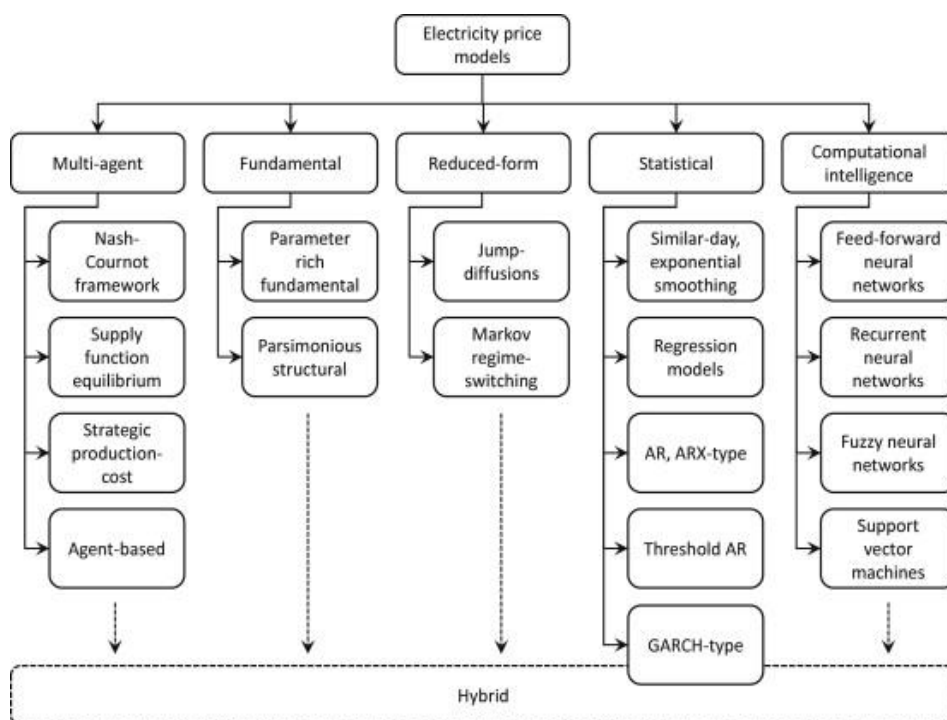 Electricity price
models
Multi-agent
Fundamental
Reduced-form
Statistical
Computational
intelligence
Nash-
Cournot
framework
Parameter
rich
fundamental
Jump-
diffusions
Similar-day,
exponential
smoothing
Feed-forward
neural
networks
Supply
function
equilibrium
Parsimonious
structural
Markov
regime-
switching
Regression
models
Recurrent
neural
networks
Strategic
production-
cost
AR, ARX-type
Fuzzy neural
networks
Agent-based
Threshold AR
Support
vector
machines
GARCH-type
Hybrid